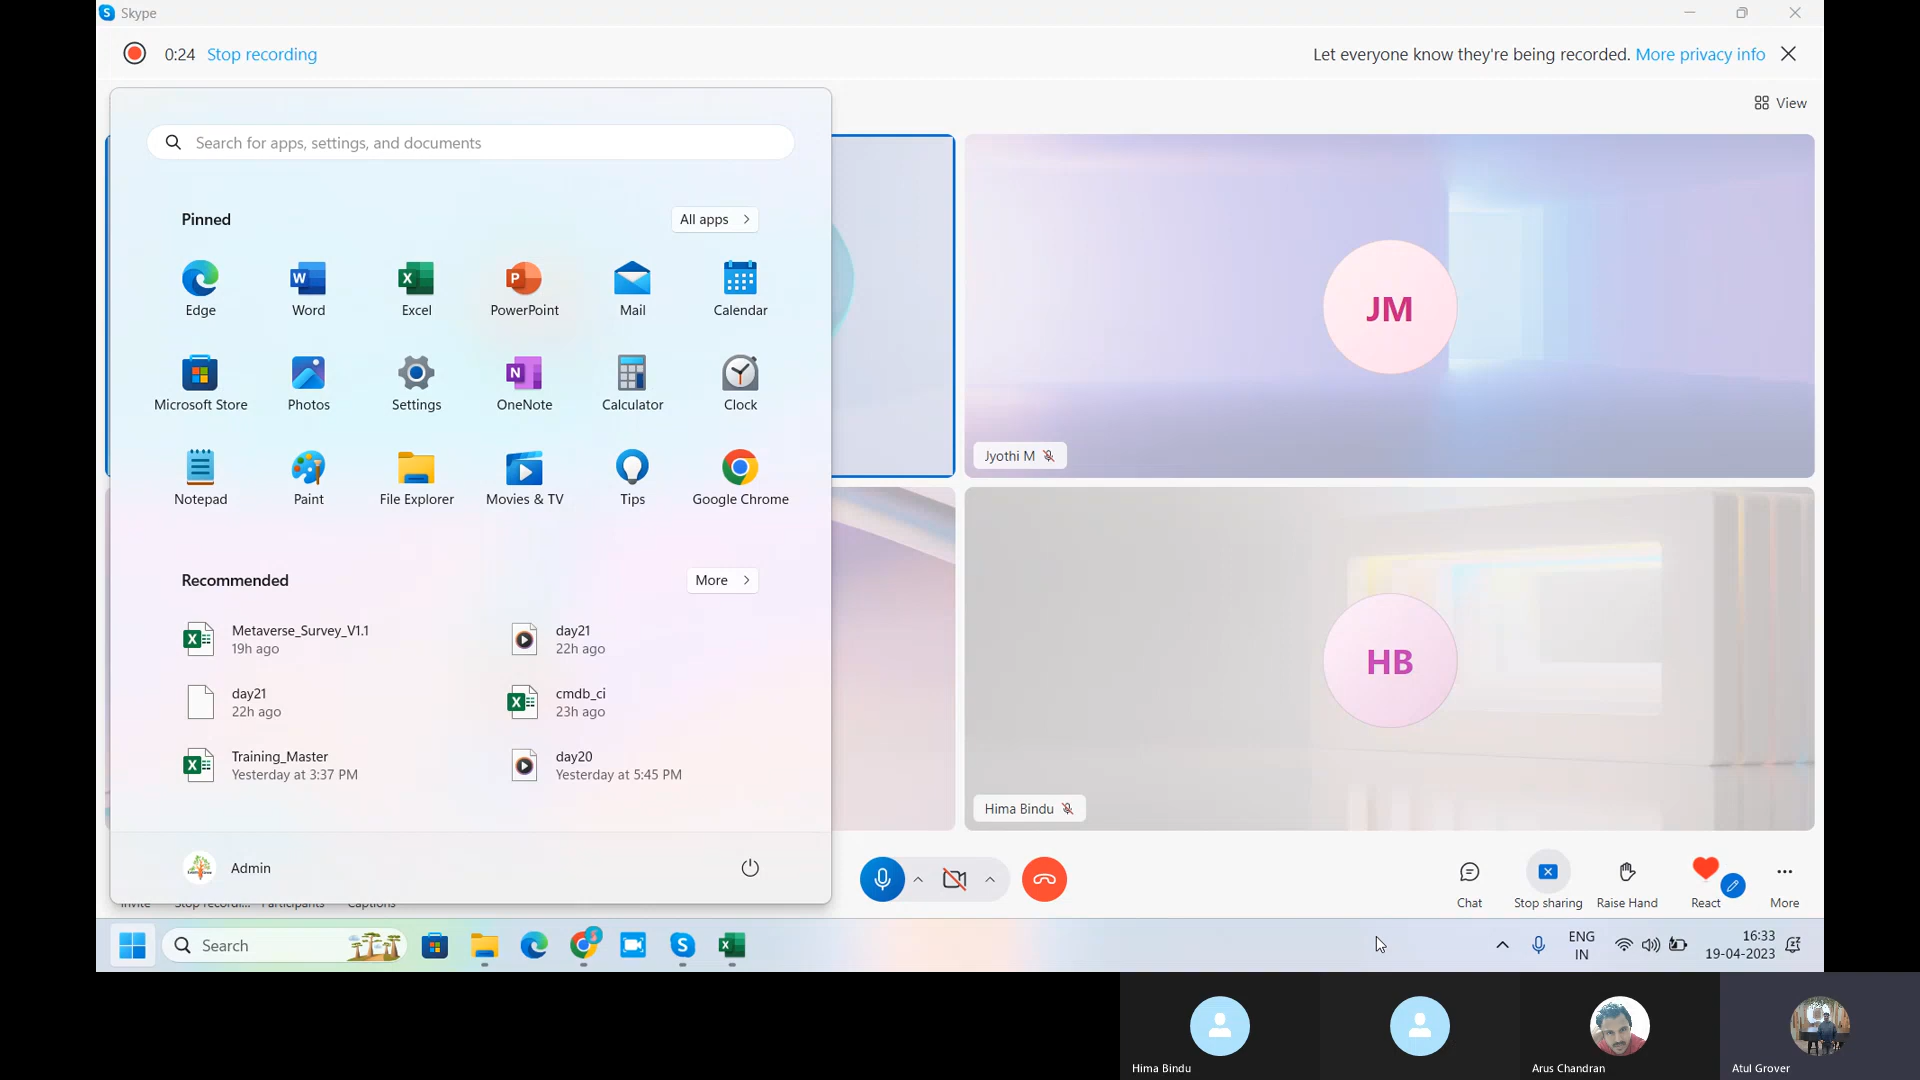 Skype
0:24 Stop recording
Let everyone know they're being recorded. More privacy info
View
Search for apps, settings, and documents
Pinned
All apps
Edge
Word
Excel
PowerPoint
Mail
Calendar
Microsoft Store
Photos
Settings
OneNote
Calculator
Clock
Notepad
Paint
File Explorer
Movies & TV
Tips
Google Chrome
Recommended
More
Metaverse_Survey_V1.1
19h ago
day21
22h ago
day21
22h ago
cmdb_ci
23h ago
Training_Master
Yesterday at 3:37 PM
day20
Yesterday at 5:45 PM
Admin
JM
Jyothi M
HB
Hima Bindu
Invite
Stop recordi...
Participants
Captions
Chat
Stop sharing
Raise Hand
React
More
Search
ENG
IN
16:33
19-04-2023
Hima Bindu
Arus Chandran
Atul Grover